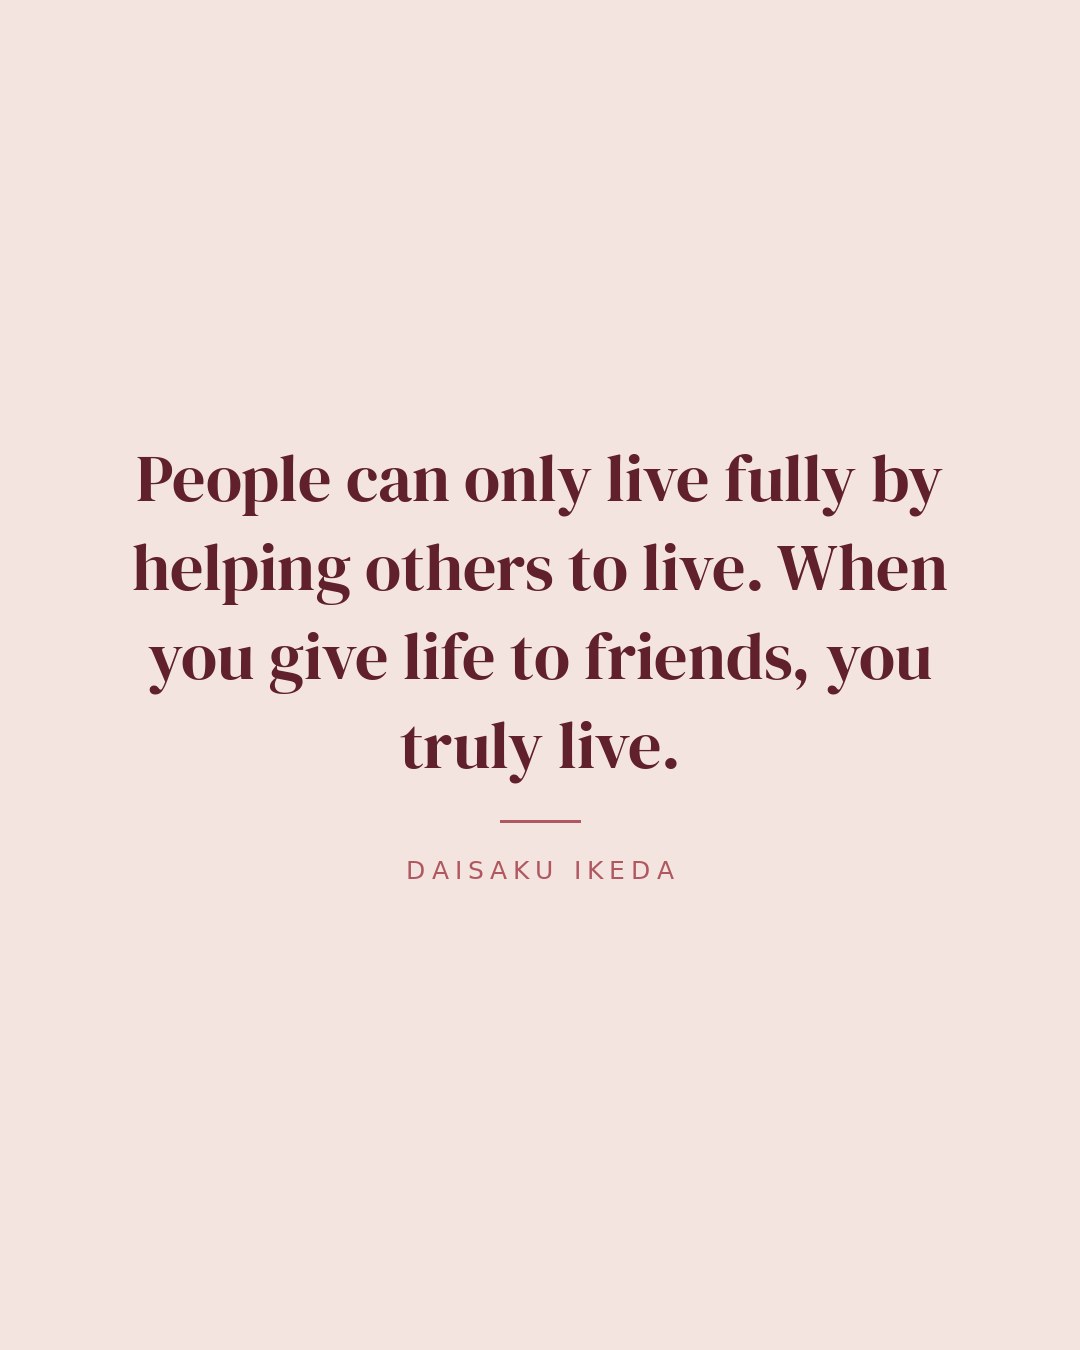 People can only live fully by
helping others to live. When
you give life to friends, you
truly live.
DAISAKU IKEDA